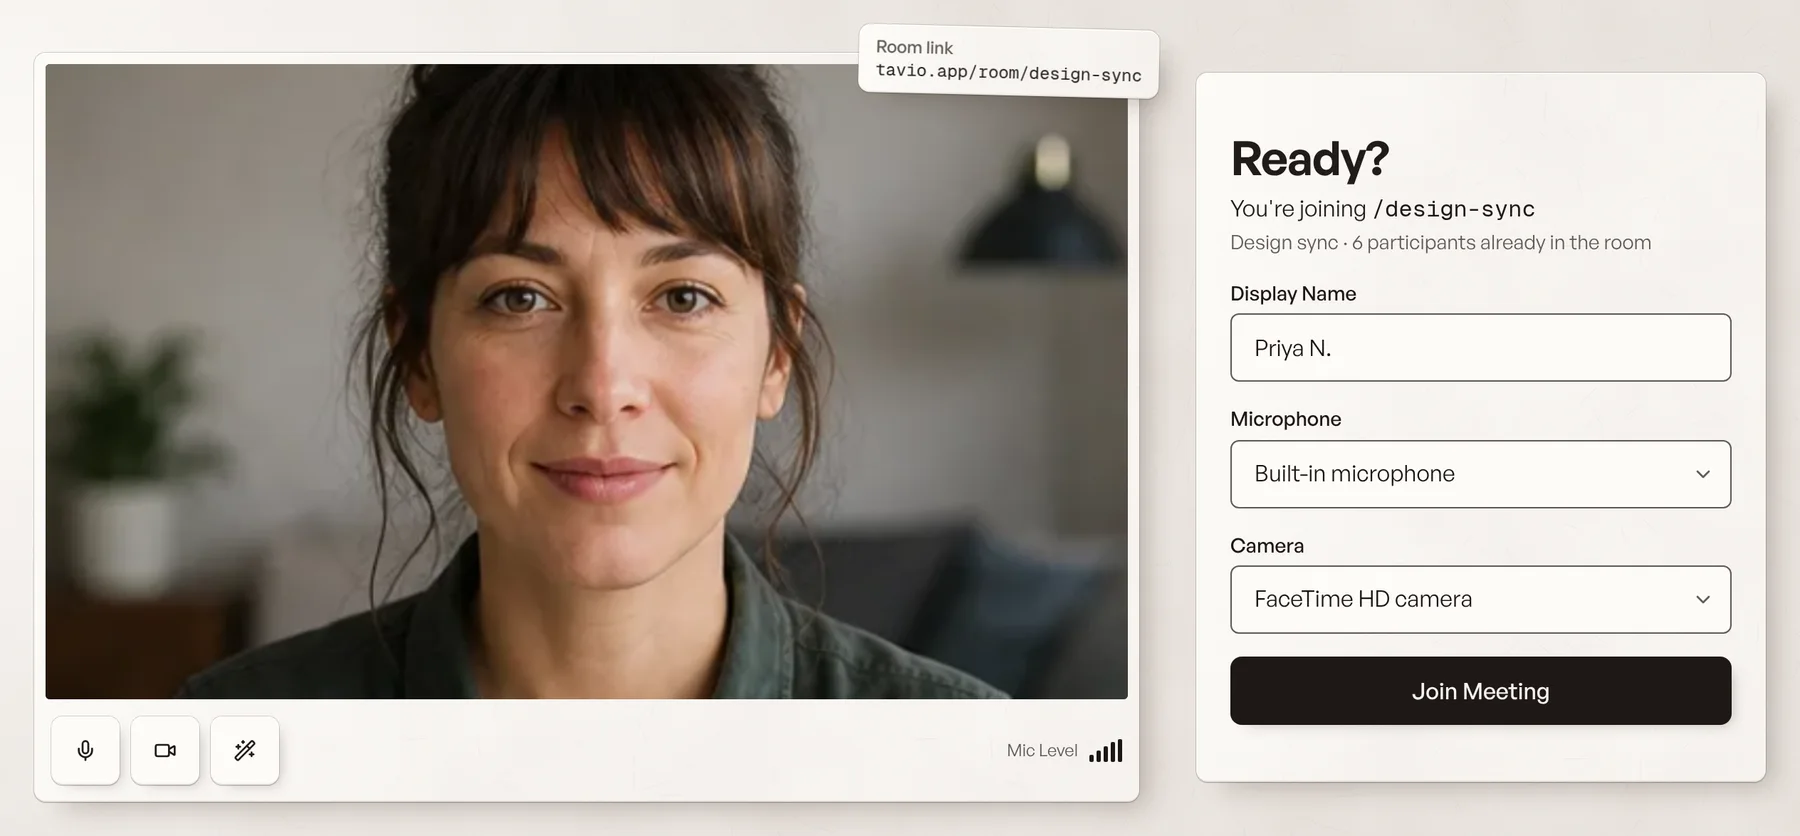 Room link
tavio.app/room/design-sync
Ready?
You're joining /design-sync
Design sync · 6 participants already in the room
Display Name
Priya N.
Microphone
Built-in microphone
Camera
FaceTime HD camera
Join Meeting
Mic Level